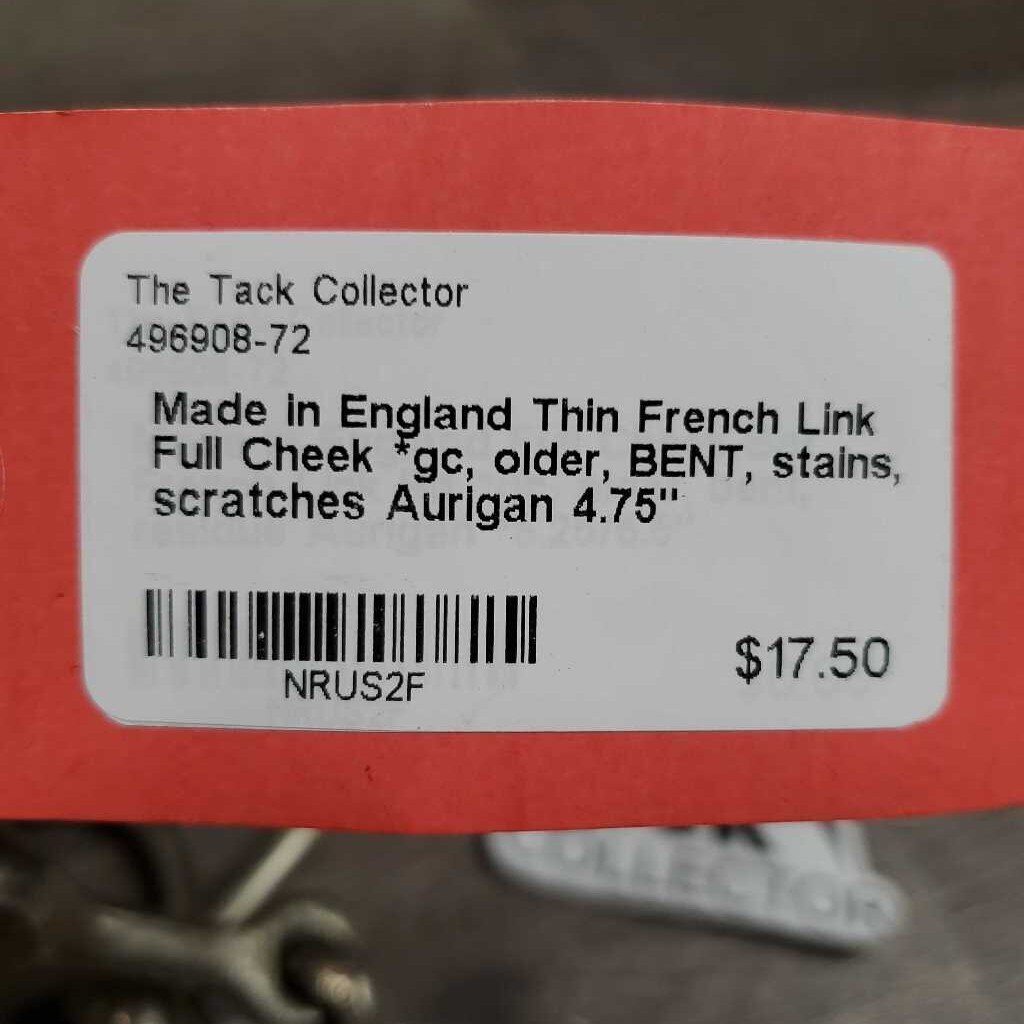 The Tack Collector
496908-72
Made in England Thin French Link
Full Cheek *gc, older, BENT, stains,
scratches Aurigan 4.75"
NRUS2F
$17.50
COLLECTOR